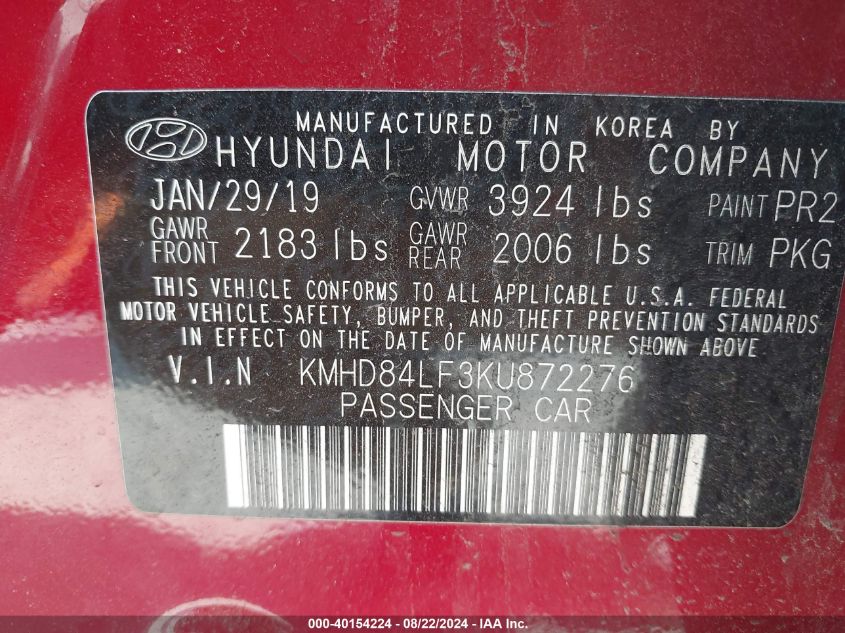 MANUFACTURED IN KOREA BY
HYUNDAI MOTOR COMPANY
JAN/29/19 GVWR 3924 lbs PAINT PR2
GAWR FRONT 2183 lbs GAWR REAR 2006 lbs TRIM PKG
THIS VEHICLE CONFORMS TO ALL APPLICABLE U.S.A. FEDERAL
MOTOR VEHICLE SAFETY, BUMPER, AND THEFT PREVENTION STANDARDS
IN EFFECT ON THE DATE OF MANUFACTURE SHOWN ABOVE
V.I.N KMHD84LF3KU872276
PASSENGER CAR
000-40154224 - 08/22/2024 - IAAI.COM